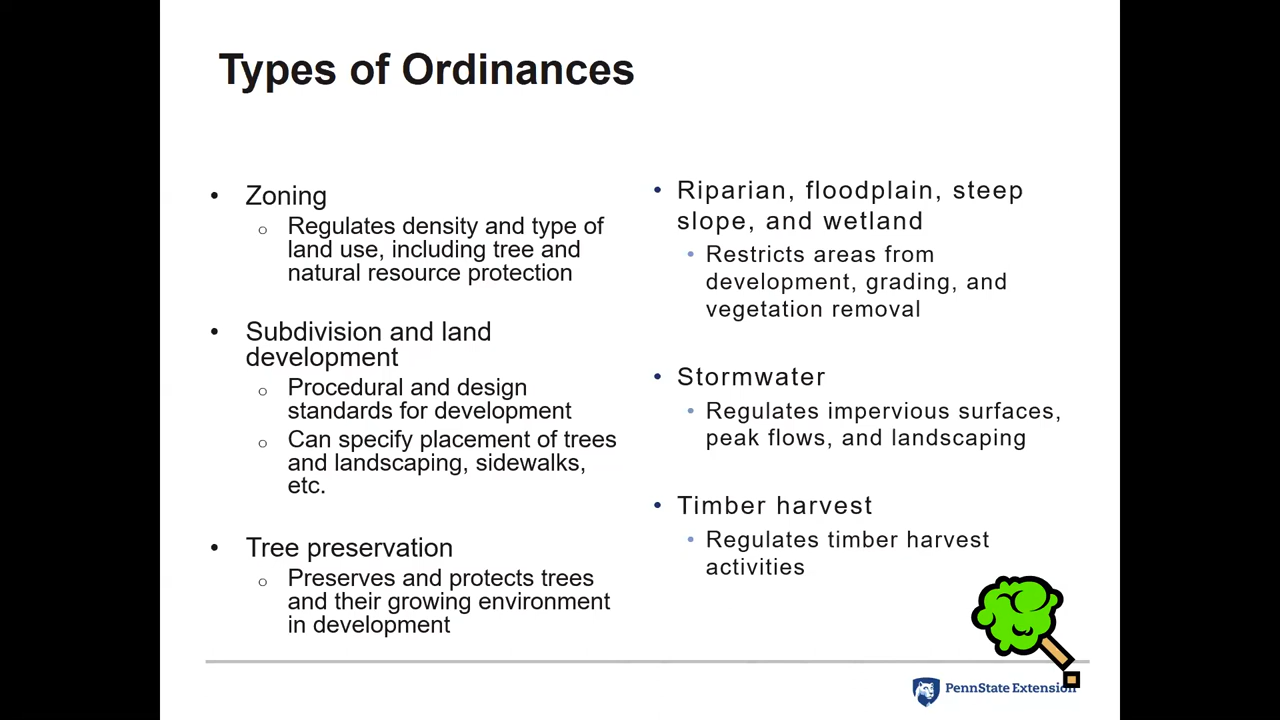 Types of Ordinances
• Zoning
o Regulates density and type of
land use, including tree and
natural resource protection
• Subdivision and land
development
o Procedural and design
standards for development
o Can specify placement of trees
and landscaping, sidewalks,
etc.
• Tree preservation
o Preserves and protects trees
and their growing environment
in development
• Riparian, floodplain, steep
slope, and wetland
• Restricts areas from
development, grading, and
vegetation removal
• Stormwater
• Regulates impervious surfaces,
peak flows, and landscaping
• Timber harvest
• Regulates timber harvest
activities
PennState Extension